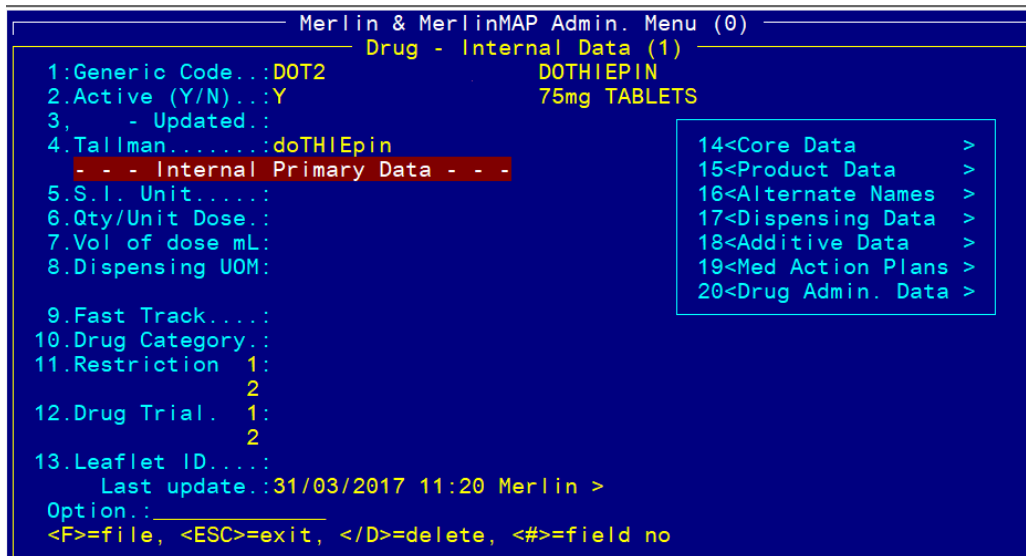 Merlin & MerlinMAP Admin. Menu (0)
Drug - Internal Data (1)
1:Generic Code..:DOT2 DOTHIEPIN
2.Active (Y/N)..:Y 75mg TABLETS
3, - Updated.:
4.Tallman.......:doTHIEpin
- - - Internal Primary Data - - -
5.S.I. Unit.....:
6.Qty/Unit Dose.:
7.Vol of dose mL:
8.Dispensing UOM:
9.Fast Track....:
10.Drug Category.:
11.Restriction 1:
2
12.Drug Trial. 1:
2
13.Leaflet ID....:
Last update.:31/03/2017 11:20 Merlin >
Option.:______________
<F>=file, <ESC>=exit, </D>=delete, <#>=field no
14<Core Data >
15<Product Data >
16<Alternate Names >
17<Dispensing Data >
18<Additive Data >
19<Med Action Plans >
20<Drug Admin. Data >